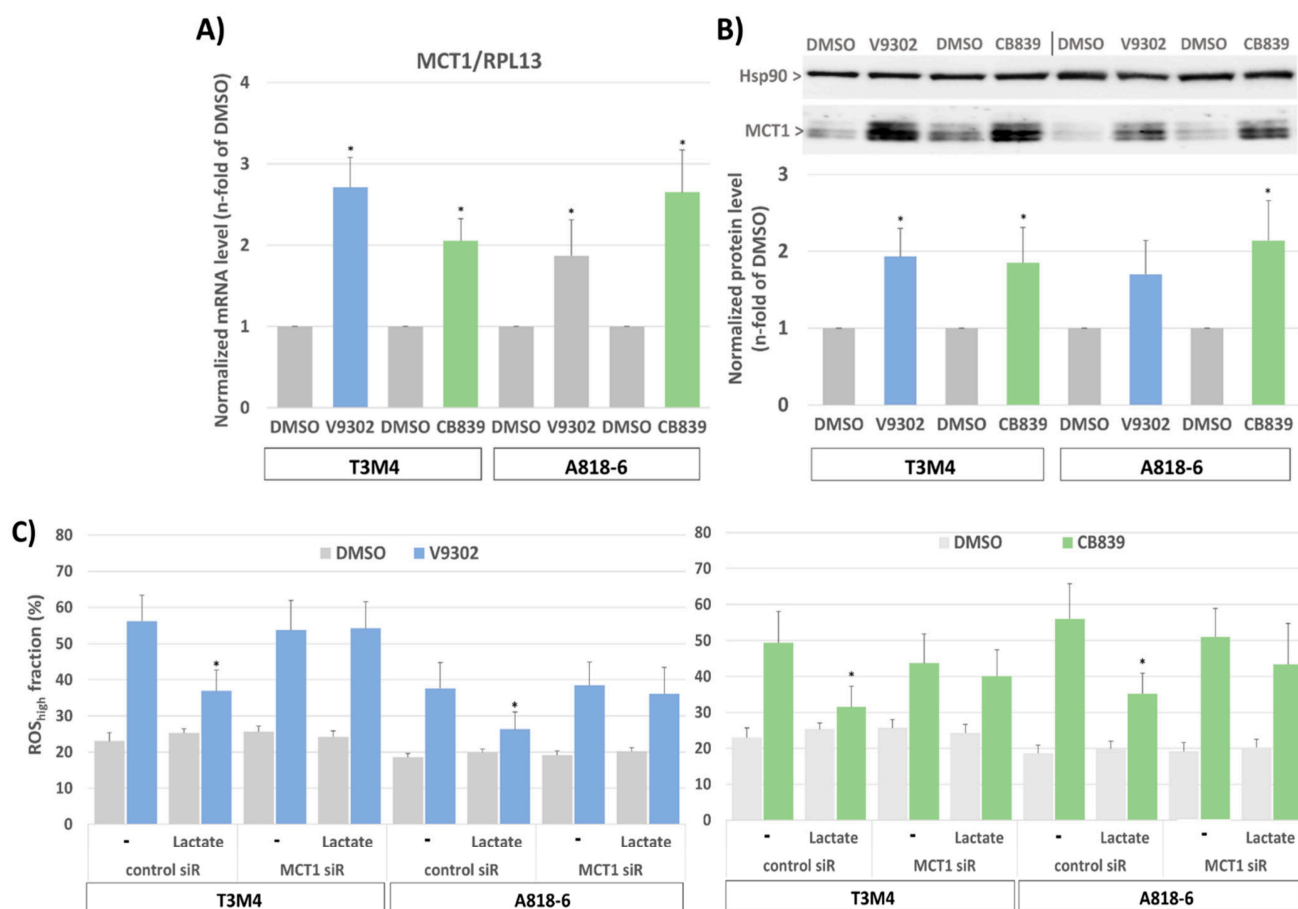 A)
MCT1/RPL13
Normalized mRNA level (n-fold of DMSO)
4
3
2
1
0
* * * *
DMSO V9302 DMSO CB839 DMSO V9302 DMSO CB839
T3M4 A818-6
B)
DMSO V9302 DMSO CB839 | DMSO V9302 DMSO CB839
Hsp90 >
MCT1 >
Normalized protein level
(n-fold of DMSO)
3
2
1
0
* * *
DMSO V9302 DMSO CB839 DMSO V9302 DMSO CB839
T3M4 A818-6
C)
ROShigh fraction (%)
80
70
60
50
40
30
20
10
0
DMSO V9302
* *
- Lactate - Lactate - Lactate - Lactate
control siR MCT1 siR control siR MCT1 siR
T3M4 A818-6
80
70
60
50
40
30
20
10
0
DMSO CB839
* *
- Lactate - Lactate - Lactate - Lactate
control siR MCT1 siR control siR MCT1 siR
T3M4 A818-6